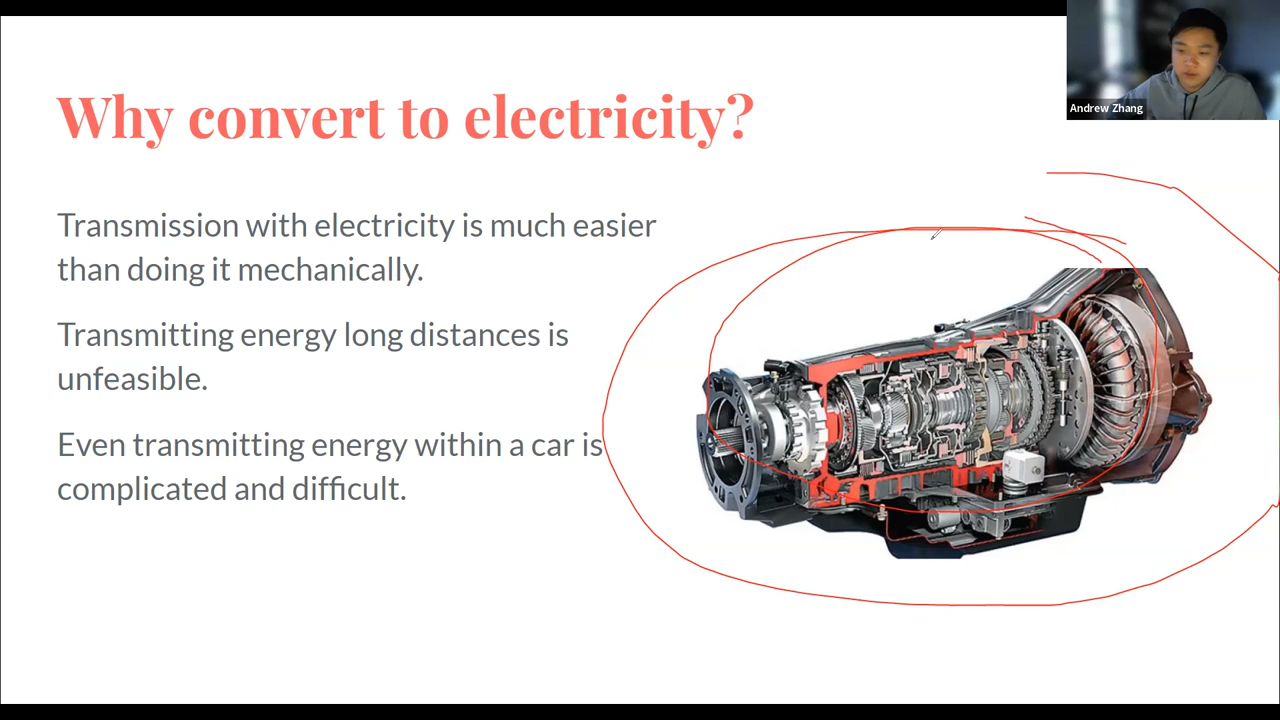 Why convert to electricity?
Transmission with electricity is much easier
than doing it mechanically.
Transmitting energy long distances is
unfeasible.
Even transmitting energy within a car is
complicated and difficult.
Andrew Zhang